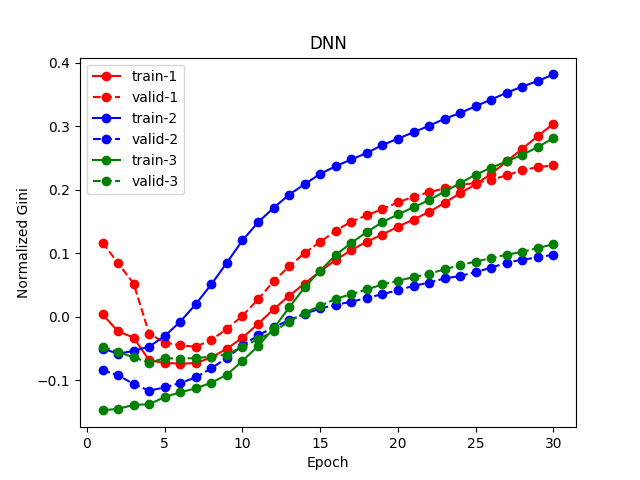 DNN
train-1
valid-1
train-2
valid-2
train-3
valid-3
Normalized Gini
0.4
0.3
0.2
0.1
0.0
−0.1
0
5
10
15
20
25
30
Epoch